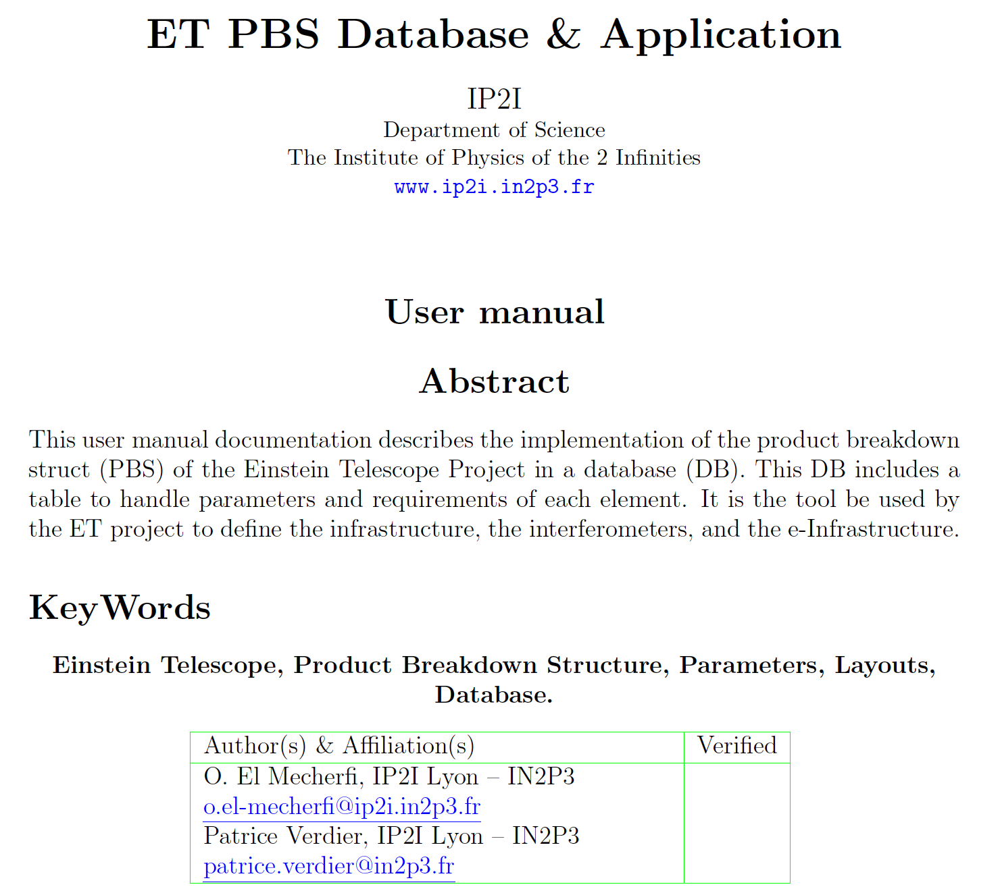 ET PBS Database & Application
IP2I
Department of Science
The Institute of Physics of the 2 Infinities
www.ip2i.in2p3.fr
User manual
Abstract
This user manual documentation describes the implementation of the product breakdown
struct (PBS) of the Einstein Telescope Project in a database (DB). This DB includes a
table to handle parameters and requirements of each element. It is the tool be used by
the ET project to define the infrastructure, the interferometers, and the e-Infrastructure.
KeyWords
Einstein Telescope, Product Breakdown Structure, Parameters, Layouts,
Database.
Author(s) & Affiliation(s) Verified
O. El Mecherfi, IP2I Lyon – IN2P3
o.el-mecherfi@ip2i.in2p3.fr
Patrice Verdier, IP2I Lyon – IN2P3
patrice.verdier@in2p3.fr